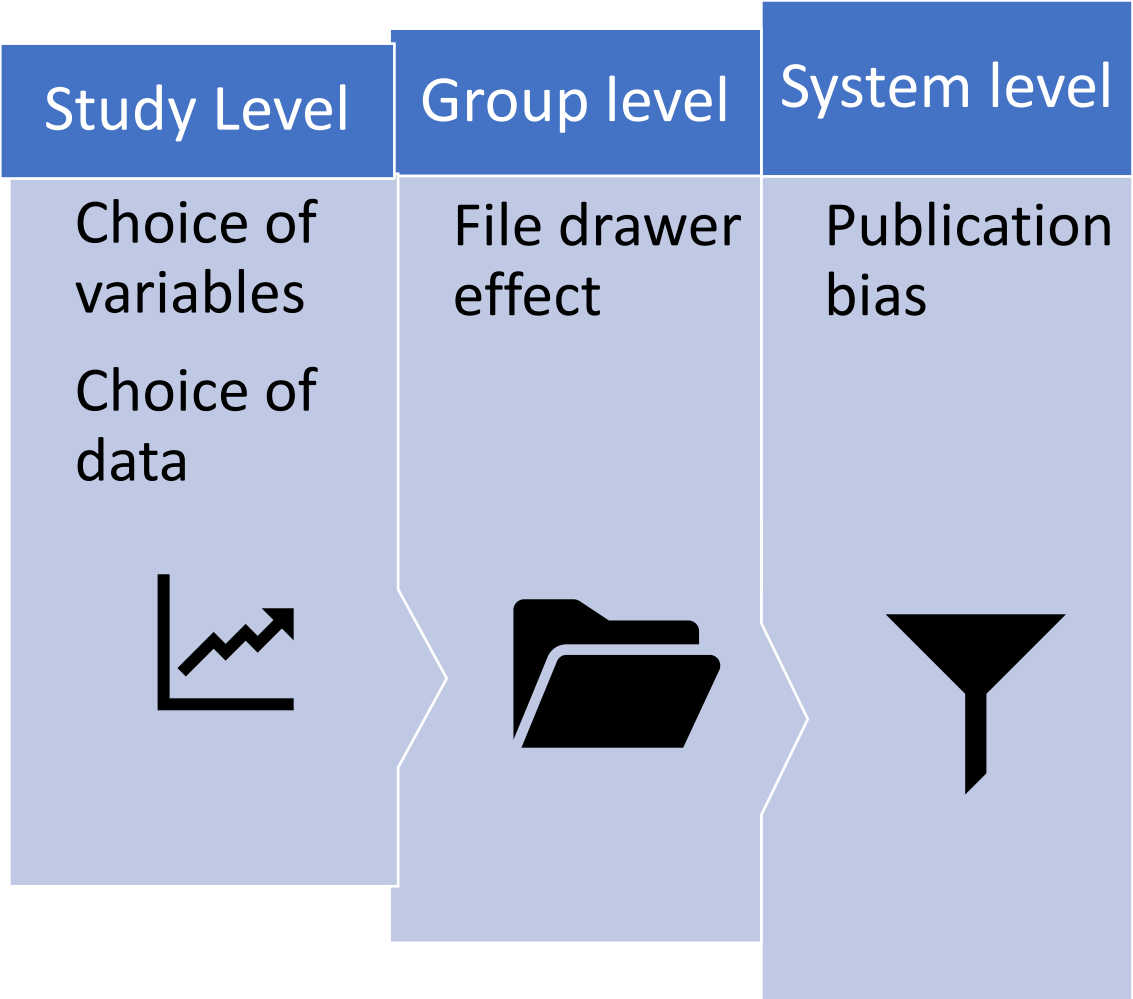 Study Level
Choice of
variables
Choice of
data
Group level
File drawer
effect
System level
Publication
bias